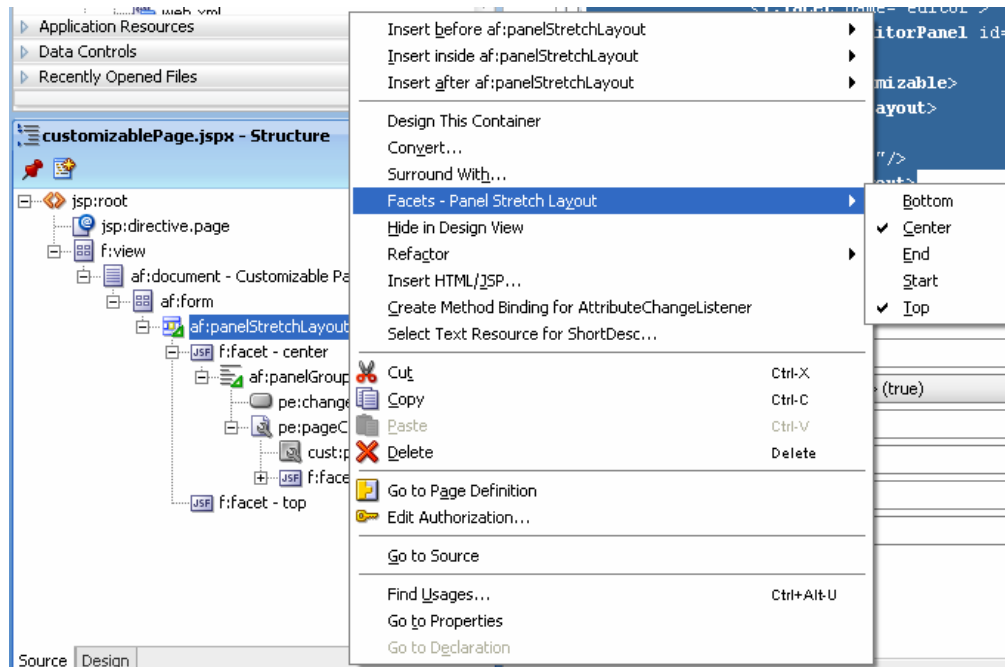 web.xml
Application Resources
Data Controls
Recently Opened Files
customizablePage.jspx - Structure
jsp:root
jsp:directive.page
f:view
af:document - Customizable Pa
af:form
af:panelStretchLayout
f:facet - center
af:panelGroup
pe:change
pe:pageC
cust:p
f:face
f:facet - top
Source Design
Insert before af:panelStretchLayout
Insert inside af:panelStretchLayout
Insert after af:panelStretchLayout
Design This Container
Convert...
Surround With...
Facets - Panel Stretch Layout
Hide in Design View
Refactor
Insert HTML/JSP...
Create Method Binding for AttributeChangeListener
Select Text Resource for ShortDesc...
Cut Ctrl-X
Copy Ctrl-C
Paste Ctrl-V
Delete Delete
Go to Page Definition
Edit Authorization...
Go to Source
Find Usages... Ctrl+Alt-U
Go to Properties
Go to Declaration
<f:facet name="editor">
itorPanel id=
mizable>
ayout>
"/>
out>
Bottom
Center
End
Start
Top
(true)